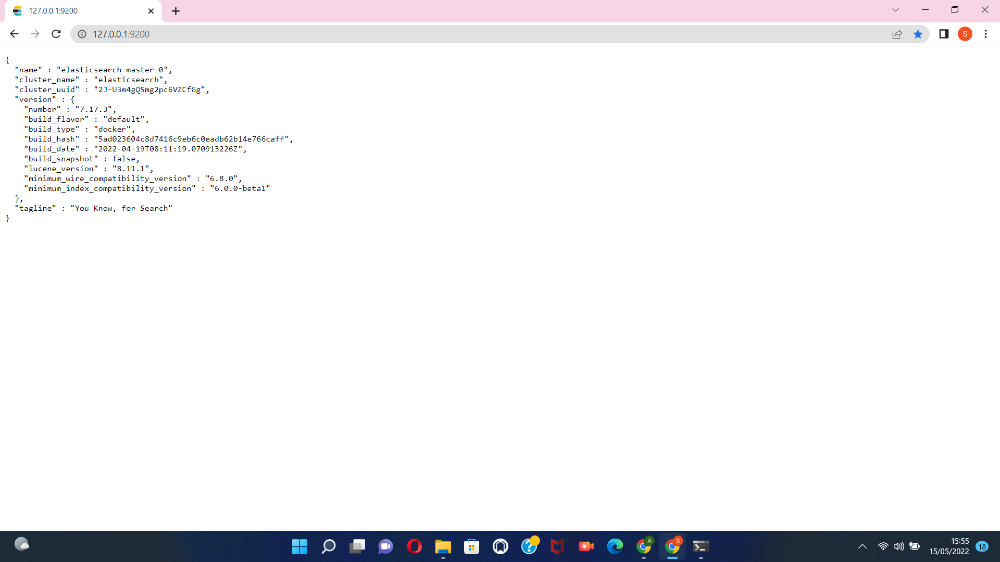 127.0.0.1:9200
127.0.0.1:9200
S
{
  "name" : "elasticsearch-master-0",
  "cluster_name" : "elasticsearch",
  "cluster_uuid" : "2J-U3m4gQSmg2pc6VZCfGg",
  "version" : {
    "number" : "7.17.3",
    "build_flavor" : "default",
    "build_type" : "docker",
    "build_hash" : "5ad023604c8d7416c9eb6c0eadb62b14e766caff",
    "build_date" : "2022-04-19T08:11:19.070913226Z",
    "build_snapshot" : false,
    "lucene_version" : "8.11.1",
    "minimum_wire_compatibility_version" : "6.8.0",
    "minimum_index_compatibility_version" : "6.0.0-beta1"
  },
  "tagline" : "You Know, for Search"
}
A
S
15:55
15/05/2022
18